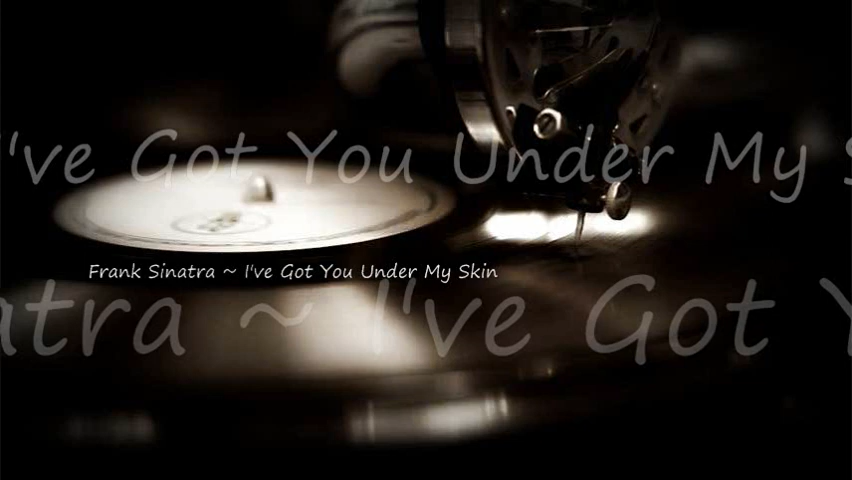 I've Got You Under My S
Frank Sinatra ~ I've Got You Under My Skin
atra ~ I've Got Y